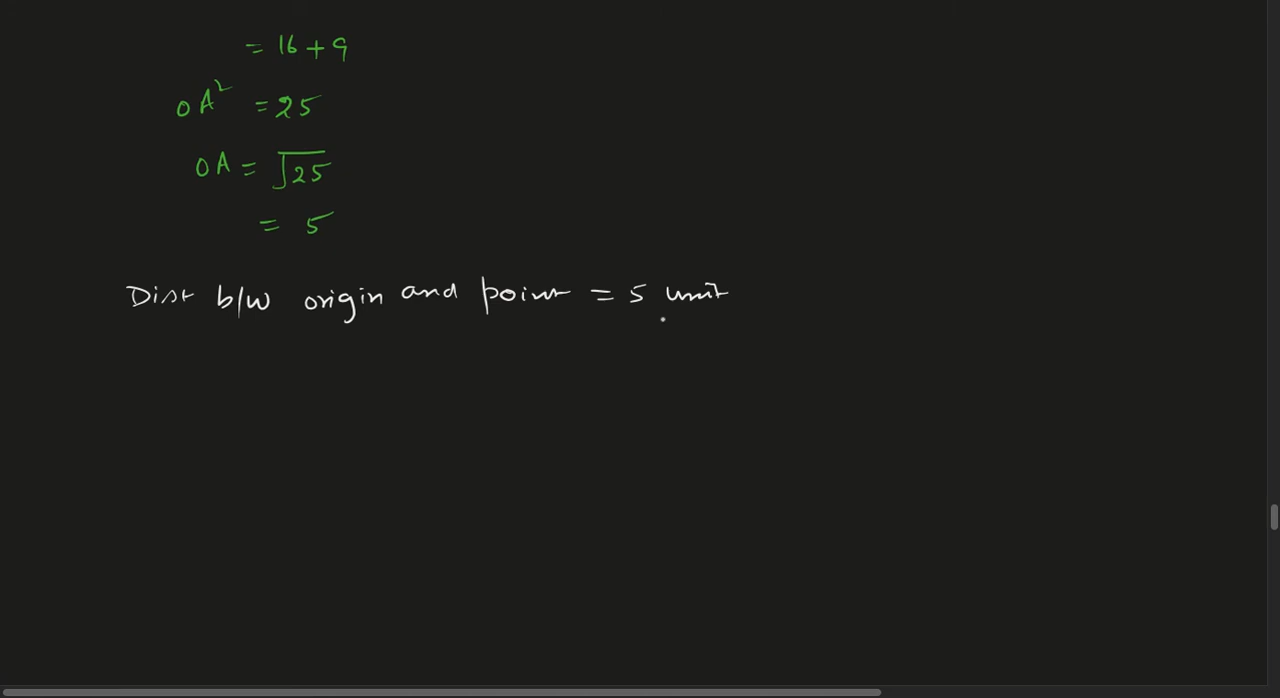 = 16 + 9
OA² = 25
OA = √25
= 5
Dist b/w origin and point = 5 unit